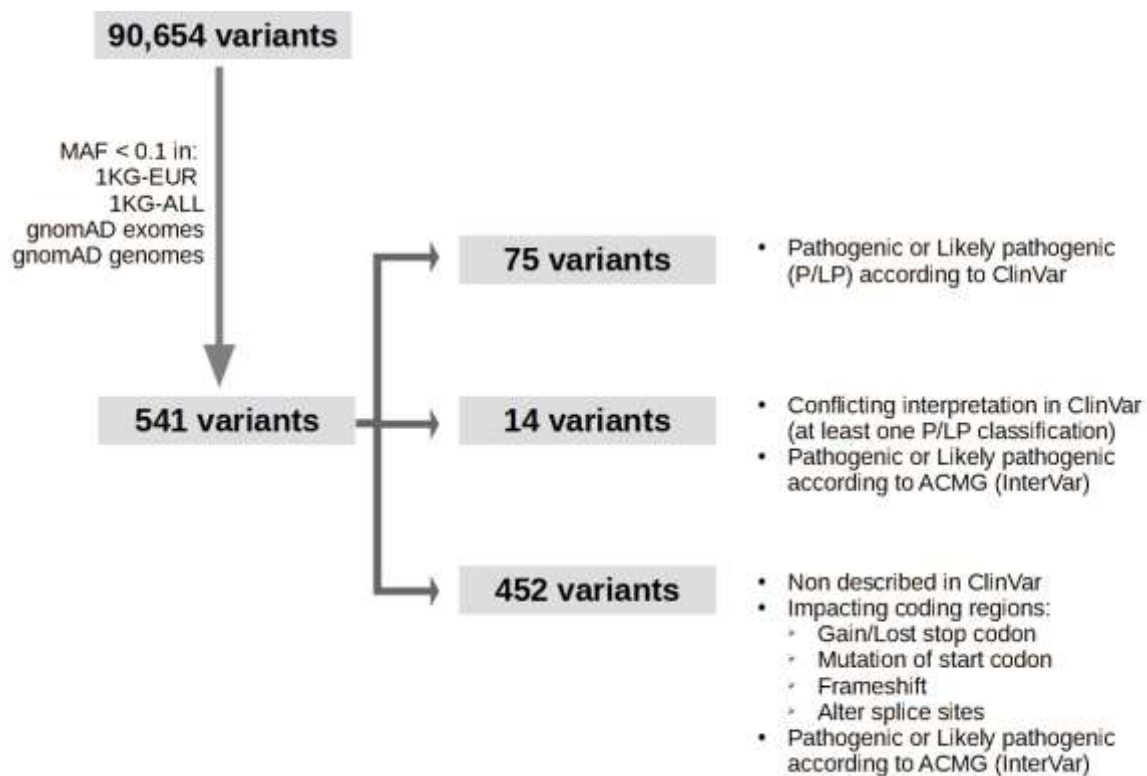 90,654 variants
MAF < 0.1 in:
1KG-EUR
1KG-ALL
gnomAD exomes
gnomAD genomes
75 variants
• Pathogenic or Likely pathogenic
(P/LP) according to ClinVar
541 variants
14 variants
• Conflicting interpretation in ClinVar
(at least one P/LP classification)
• Pathogenic or Likely pathogenic
according to ACMG (InterVar)
452 variants
• Non described in ClinVar
• Impacting coding regions:
➢ Gain/Lost stop codon
➢ Mutation of start codon
➢ Frameshift
➢ Alter splice sites
• Pathogenic or Likely pathogenic
according to ACMG (InterVar)